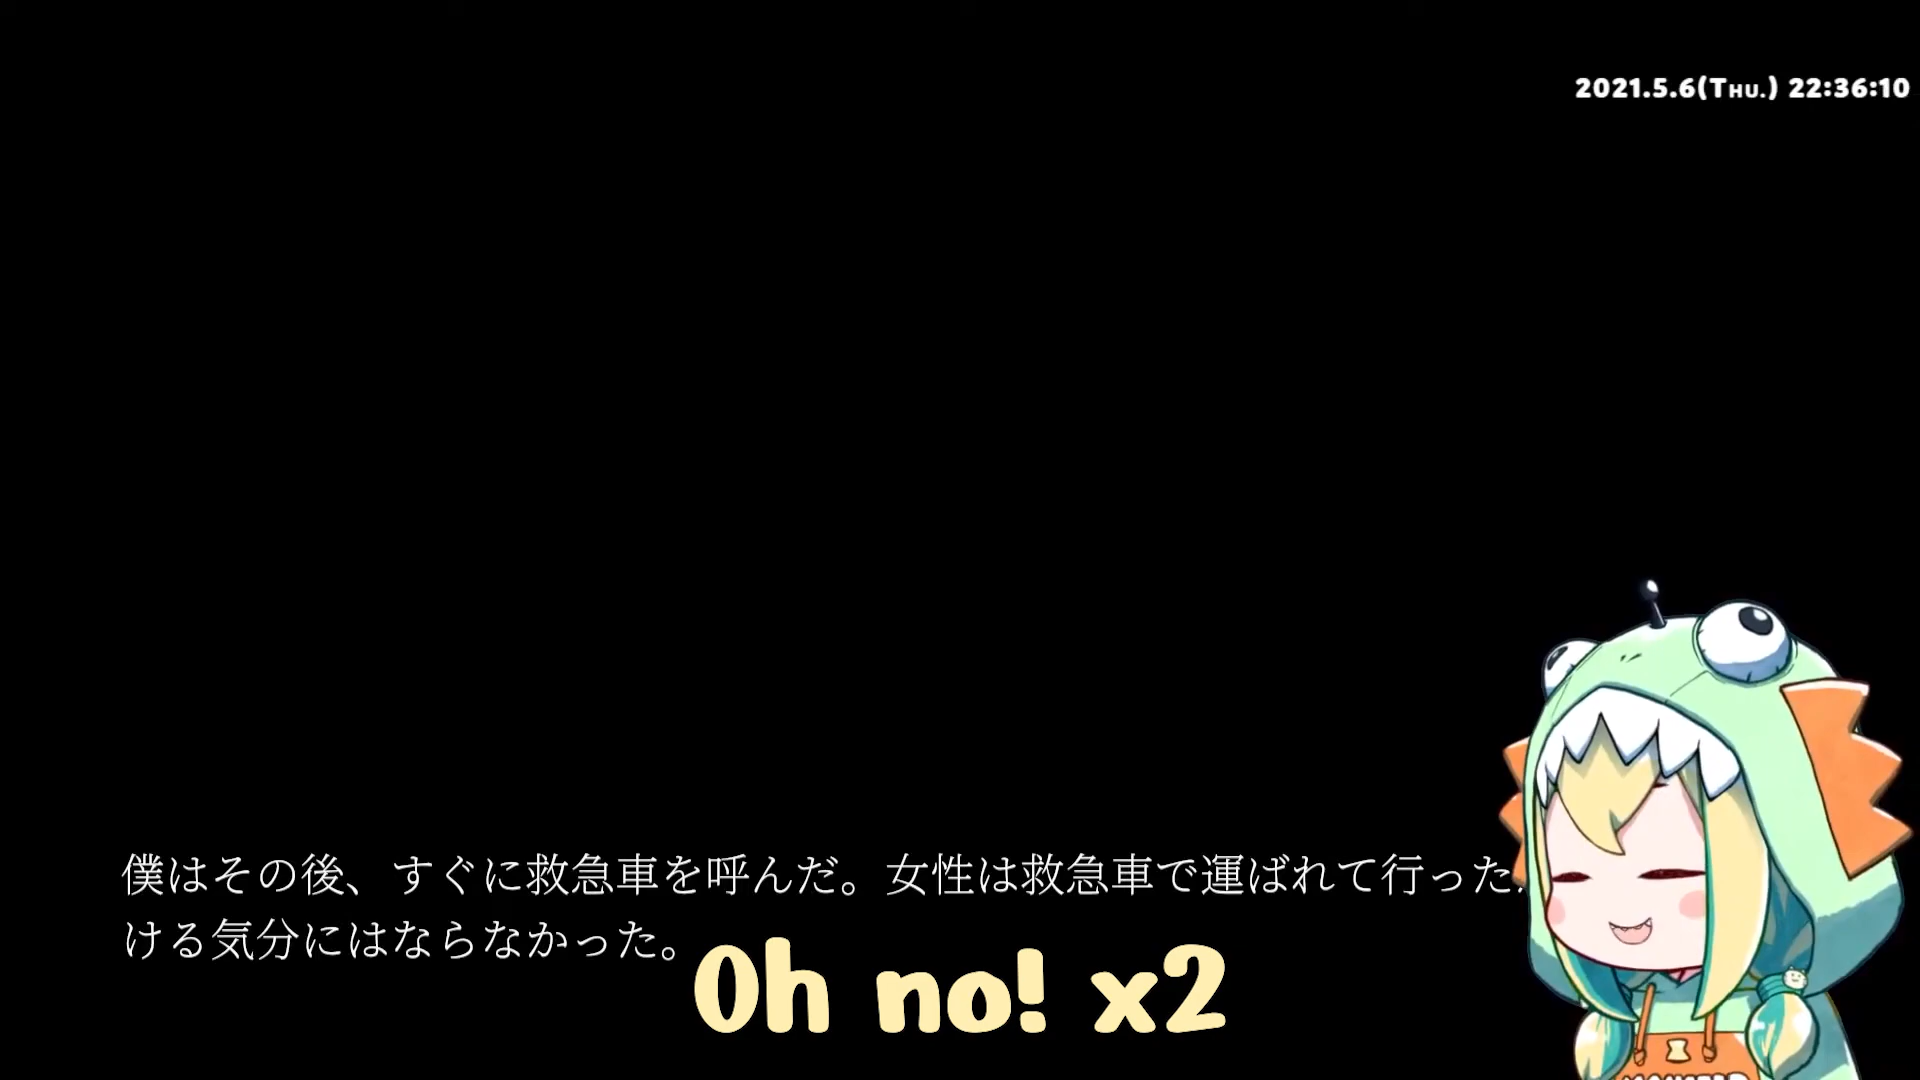 2021.5.6(THU.) 22:36:10
僕はその後、すぐに救急車を呼んだ。女性は救急車で運ばれて行った
ける気分にはならなかった。
Oh no! x2